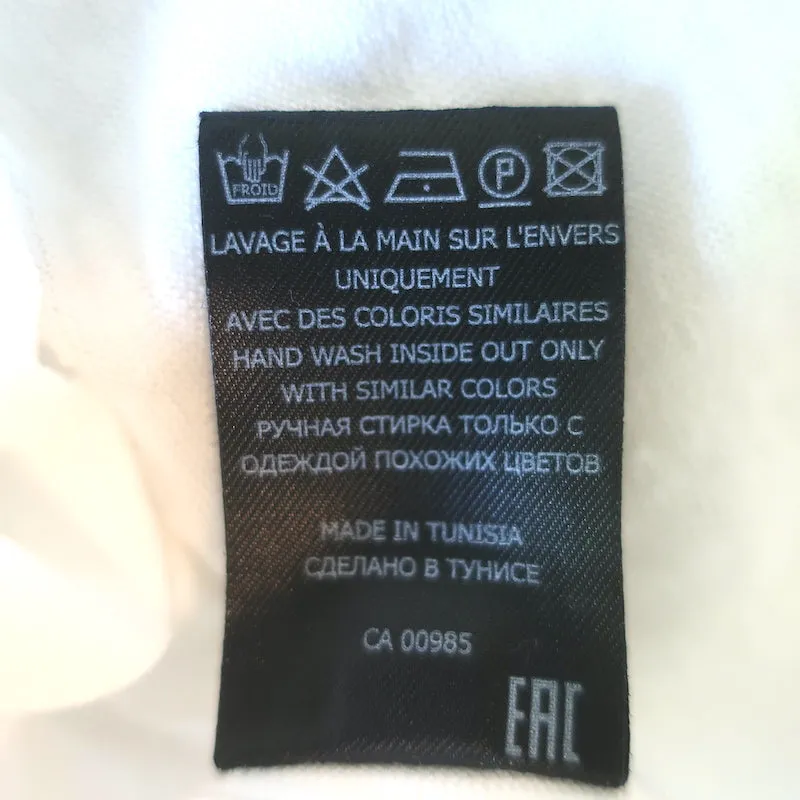 FROID
P
LAVAGE À LA MAIN SUR L'ENVERS
UNIQUEMENT
AVEC DES COLORIS SIMILAIRES
HAND WASH INSIDE OUT ONLY
WITH SIMILAR COLORS
РУЧНАЯ СТИРКА ТОЛЬКО С
ОДЕЖДОЙ ПОХОЖИХ ЦВЕТОВ
MADE IN TUNISIA
СДЕЛАНО В ТУНИСЕ
CA 00985
EAC